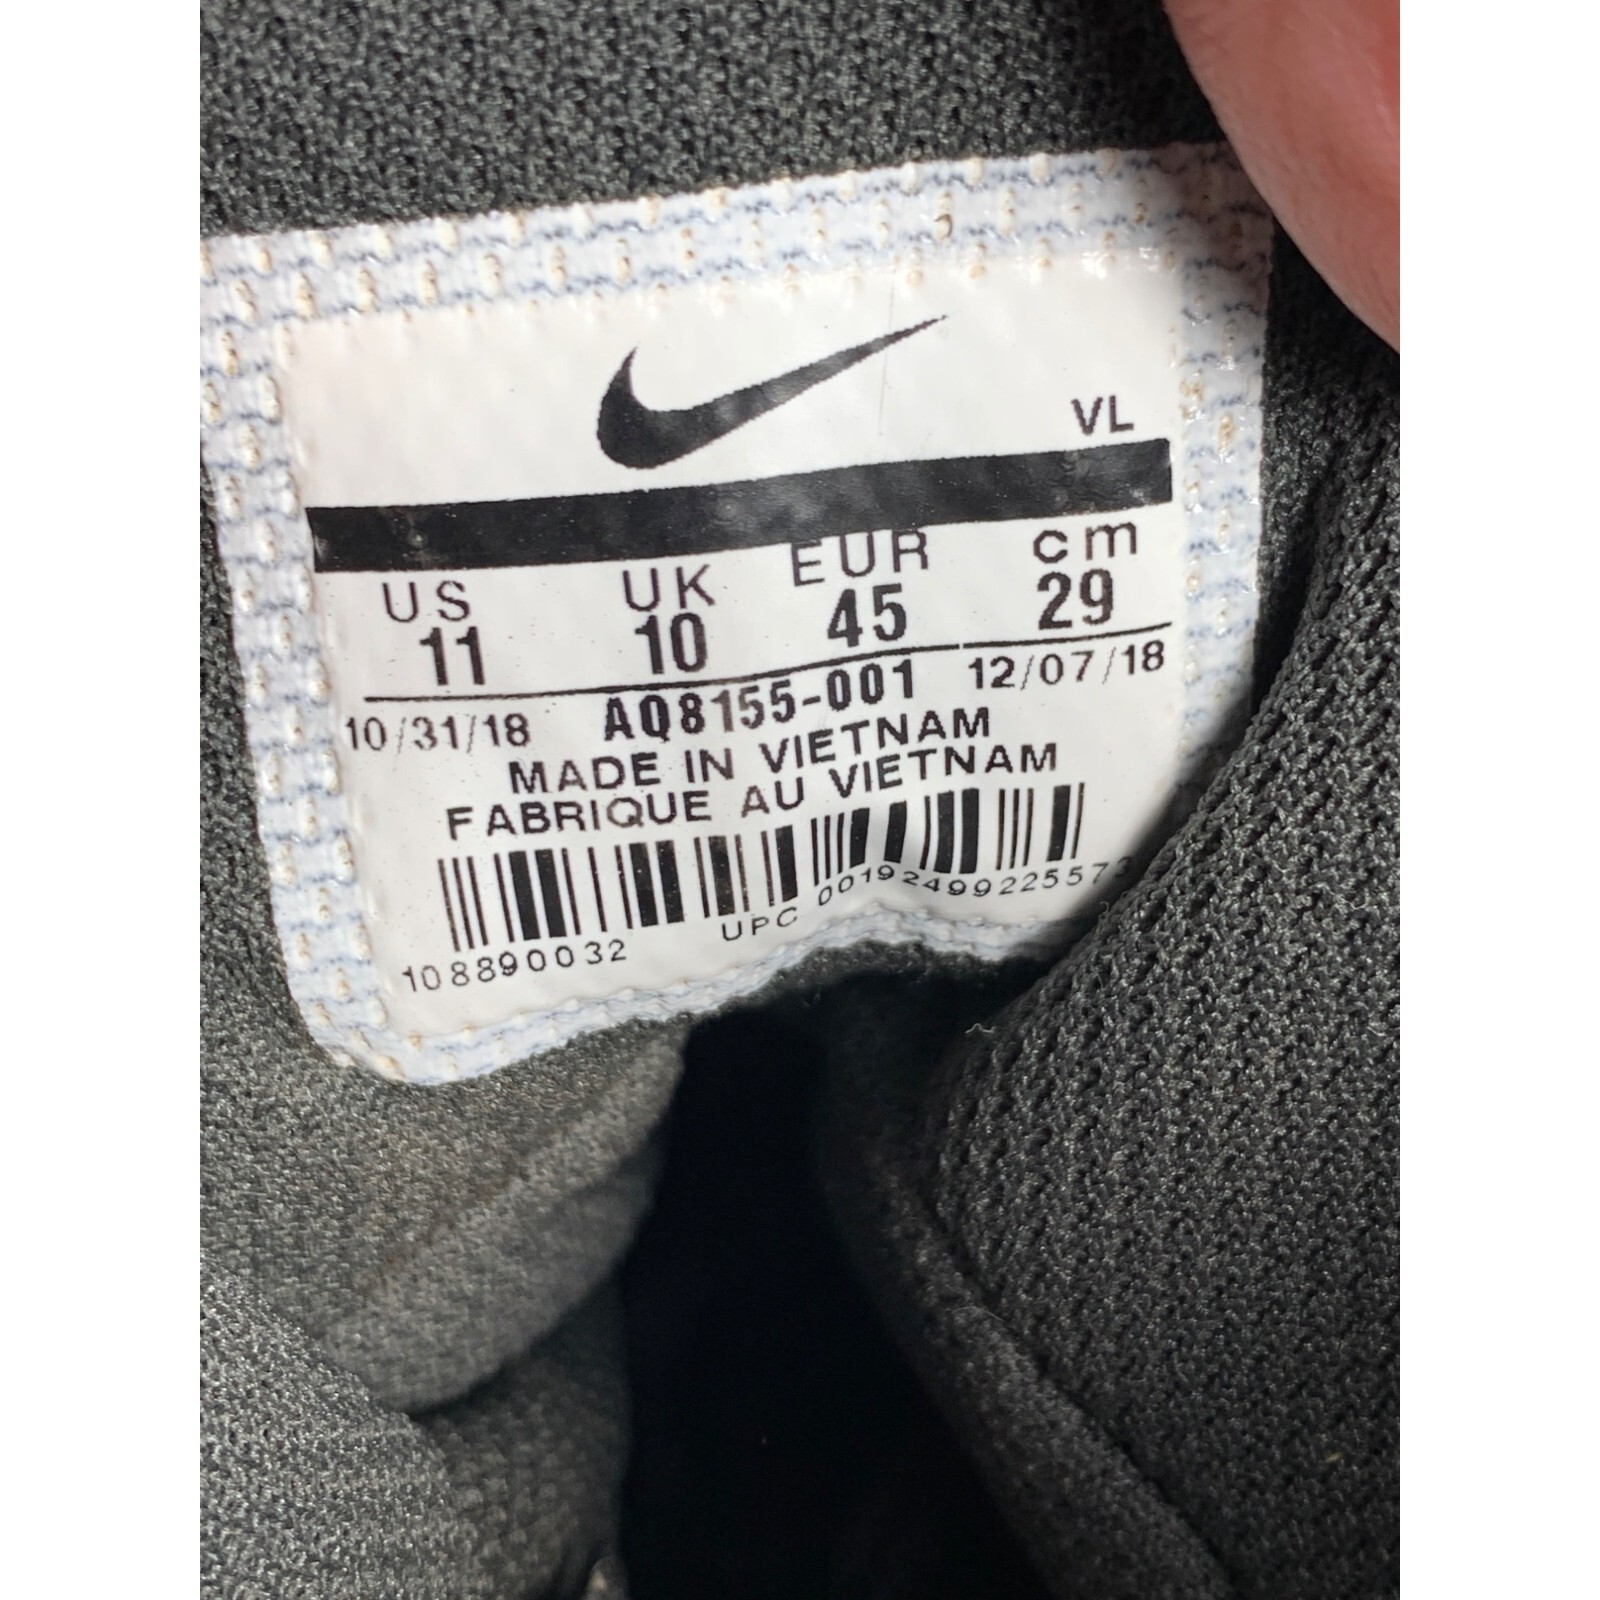 VL
US UK EUR cm
11 10 45 29
10/31/18 AQ8155-001 12/07/18
MADE IN VIETNAM
FABRIQUE AU VIETNAM
108890032 UPC 00192499225573